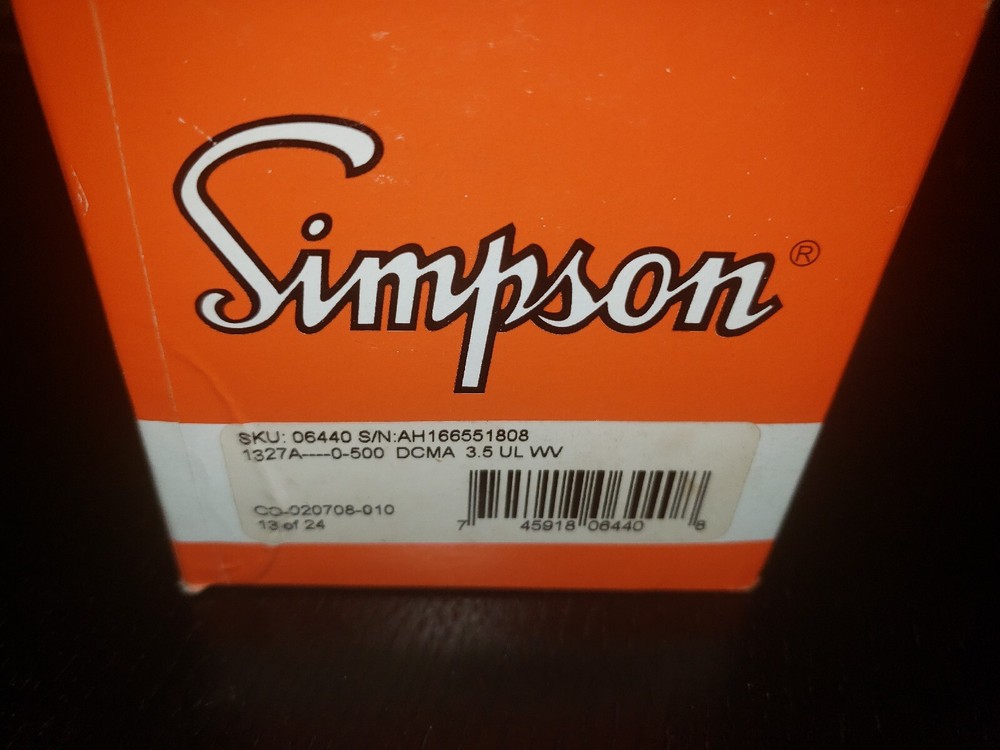 Simpson®
SKU: 06440 S/N:AH166551808
1327A----0-500 DCMA 3.5 UL WV
CO-020708-010
13 of 24
7 45918 06440 8